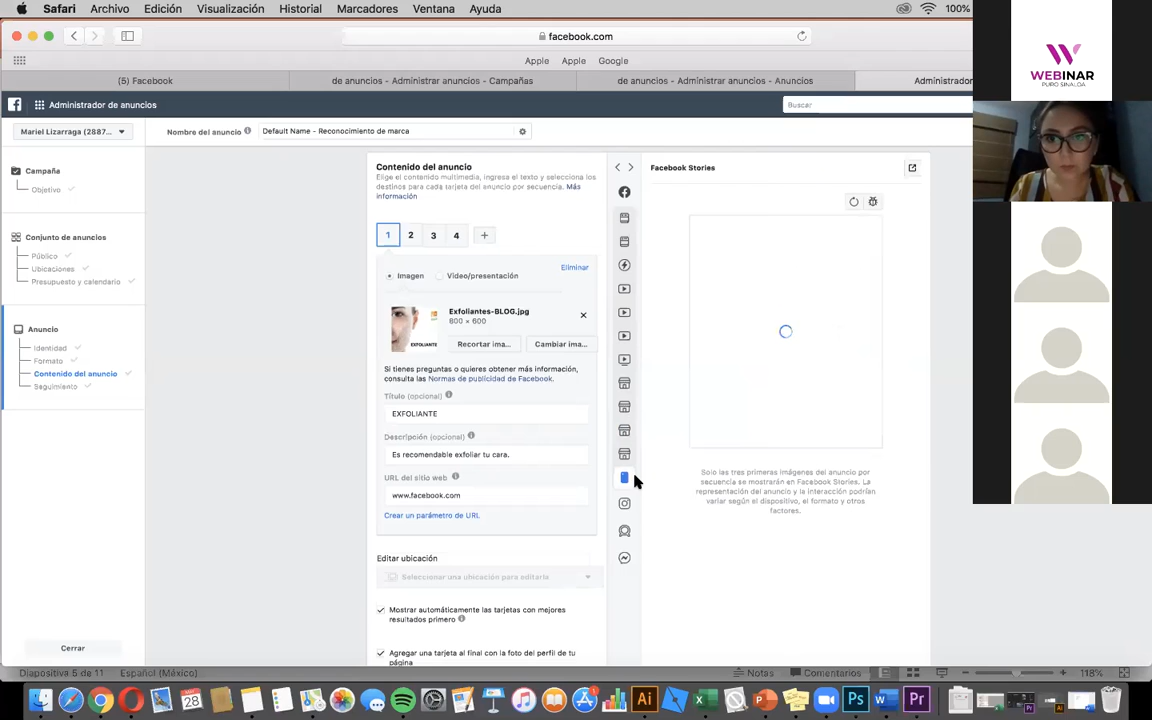 Safari Archivo Edición Visualización Historial Marcadores Ventana Ayuda 100%
facebook.com
Apple Apple Google
(5) Facebook
de anuncios - Administrar anuncios - Campañas
de anuncios - Administrar anuncios - Anuncios
Administrador
Administrador de anuncios
Buscar
Mariel Lizarraga (2887...
Nombre del anuncio
Default Name - Reconocimiento de marca
Campaña
Objetivo
Conjunto de anuncios
Público
Ubicaciones
Presupuesto y calendario
Anuncio
Identidad
Formato
Contenido del anuncio
Seguimiento
Cerrar
Contenido del anuncio
Elige el contenido multimedia, ingresa el texto y selecciona los
destinos para cada tarjeta del anuncio por secuencia. Más
información
1 2 3 4 +
Eliminar
Imagen Video/presentación
EXFOLIANTE
Exfoliantes-BLOG.jpg
800 × 600
Recortar ima... Cambiar ima...
Si tienes preguntas o quieres obtener más información,
consulta las Normas de publicidad de Facebook.
Título (opcional)
EXFOLIANTE
Descripción (opcional)
Es recomendable exfoliar tu cara.
URL del sitio web
www.facebook.com
Crear un parámetro de URL
Editar ubicación
Seleccionar una ubicación para editarle
Mostrar automáticamente las tarjetas con mejores
resultados primero
Agregar una tarjeta al final con la foto del perfil de tu
página
Facebook Stories
Solo las tres primeras imágenes del anuncio por
secuencia se mostrarán en Facebook Stories. La
representación del anuncio y la interacción podrían
variar según el dispositivo, el formato y otros
factores.
WEBINAR
PURO SINALOA
Diapositiva 5 de 11 Español (México)
Notas Comentarios 118%
28
Ai
Ps
Pr